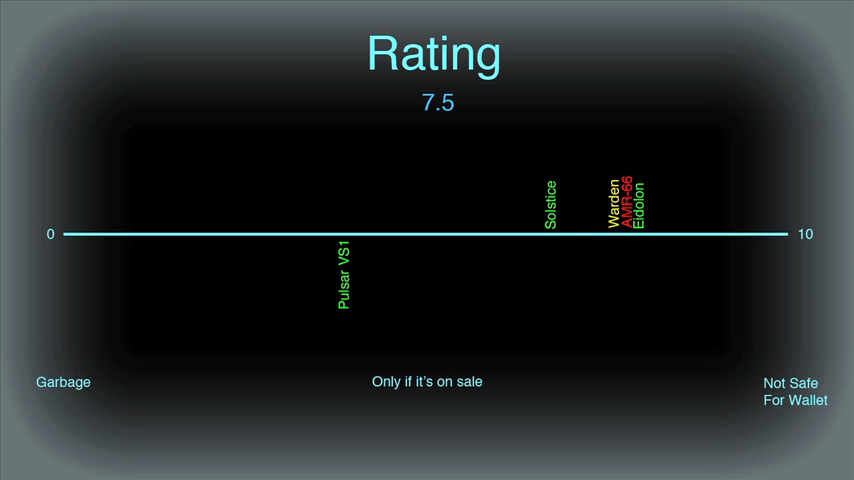 Rating
7.5
Solstice
Warden
AMR-66
Eidolon
0
10
Pulsar VS1
Garbage
Only if it's on sale
Not Safe
For Wallet